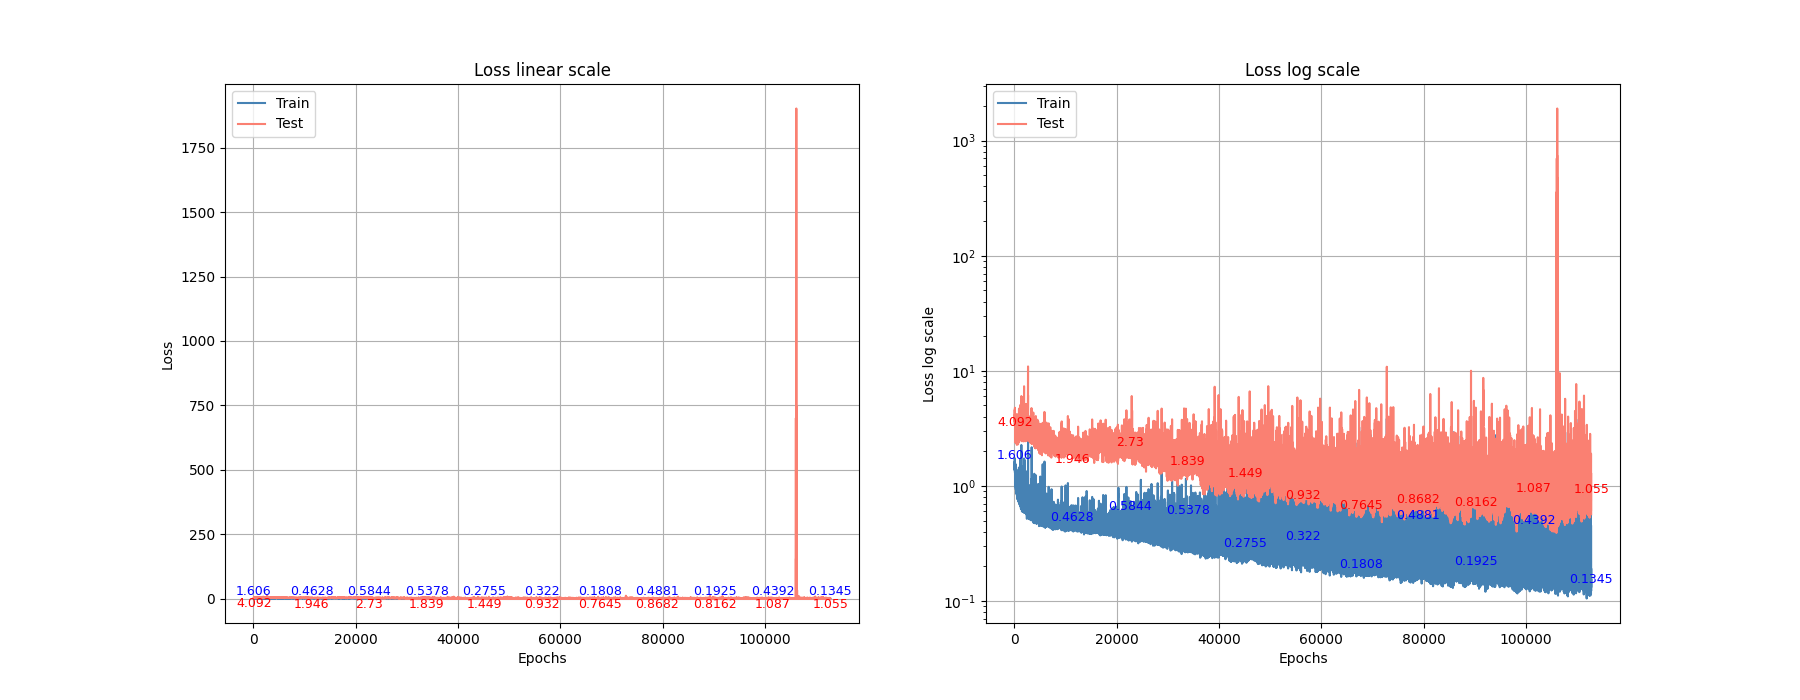 Loss linear scale
Train
Test
1750
1500
1250
1000
750
500
250
0
Loss
1.606 0.4628 0.5844 0.5378 0.2755 0.322 0.1808 0.4881 0.1925 0.4392 0.1345
4.092 1.946 2.73 1.839 1.449 0.932 0.7645 0.8682 0.8162 1.087 1.055
0 20000 40000 60000 80000 100000
Epochs
Loss log scale
Train
Test
10³
10²
10¹
10⁰
10⁻¹
Loss log scale
4.092 1.946 2.73 1.839 1.449 0.932 0.7645 0.8682 0.8162 1.087 1.055
1.606 0.4628 0.5844 0.5378 0.2755 0.322 0.1808 0.4881 0.1925 0.4392 0.1345
0 20000 40000 60000 80000 100000
Epochs